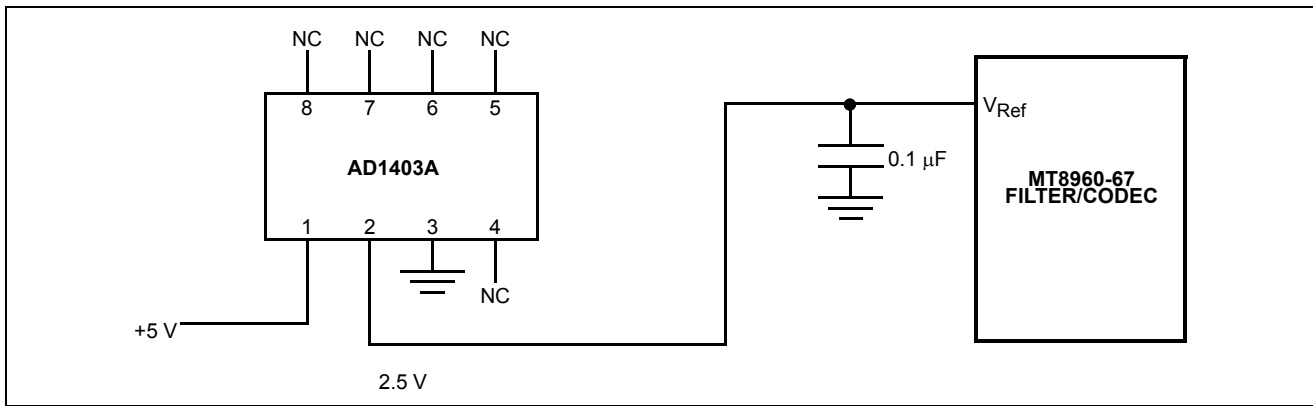 NC NC NC NC
8 7 6 5
AD1403A
1 2 3 4
NC
+5 V
2.5 V
VRef
0.1 μF
MT8960-67
FILTER/CODEC